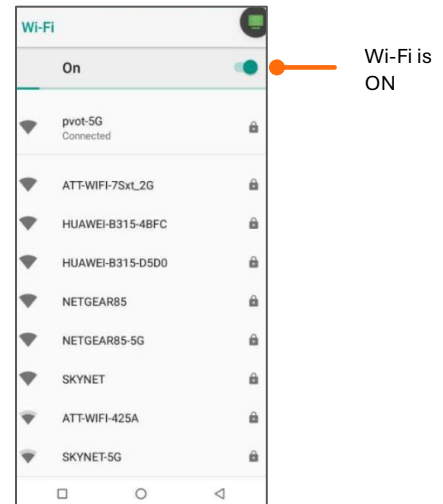 Wi-Fi
On
Wi-Fi is
ON
pvot-5G
Connected
ATT-WIFI-7Sxt_2G
HUAWEI-B315-4BFC
HUAWEI-B315-D5D0
NETGEAR85
NETGEAR85-5G
SKYNET
ATT-WIFI-425A
SKYNET-5G